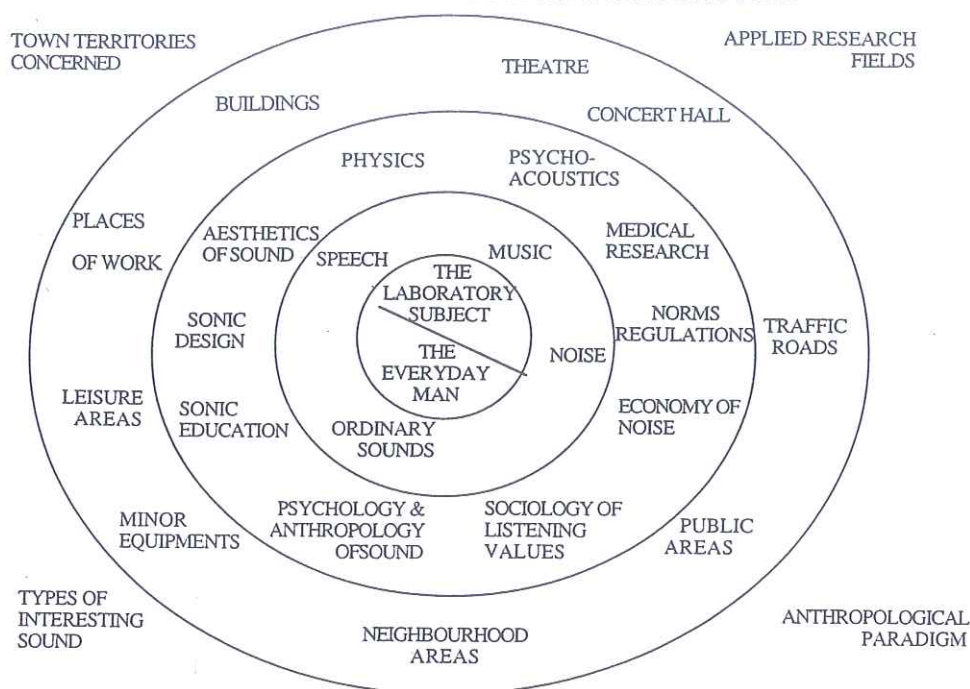 TOWN TERRITORIES
CONCERNED
APPLIED RESEARCH
FIELDS
THEATRE
BUILDINGS
CONCERT HALL
PHYSICS
PSYCHO-
ACOUSTICS
PLACES
OF WORK
AESTHETICS
OF SOUND
SPEECH
MUSIC
MEDICAL
RESEARCH
THE
LABORATORY
SUBJECT
THE
EVERYDAY
MAN
SONIC
DESIGN
NOISE
NORMS
REGULATIONS
TRAFFIC
ROADS
LEISURE
AREAS
SONIC
EDUCATION
ORDINARY
SOUNDS
ECONOMY OF
NOISE
MINOR
EQUIPMENTS
PSYCHOLOGY &
ANTHROPOLOGY
OFSOUND
SOCIOLOGY OF
LISTENING
VALUES
PUBLIC
AREAS
TYPES OF
INTERESTING
SOUND
NEIGHBOURHOOD
AREAS
ANTHROPOLOGICAL
PARADIGM